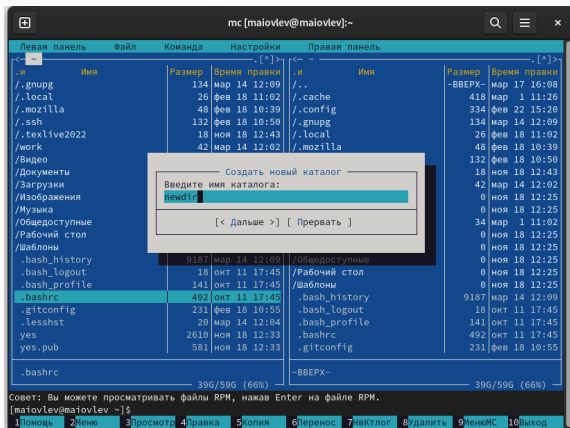 mc [maiovlev@maiovlev]:~
Левая панель Файл Команда Настройки Правая панель
<- ~ .[^]> <- ~ .[^]>
.и Имя Размер Время правки .и Имя Размер Время правки
/.gnupg 134 мар 14 12:09 /.. -ВВЕРХ- мар 17 16:08
/.local 26 фев 18 11:02 /.cache 418 мар 1 11:26
/.mozilla 48 фев 18 10:39 /.config 334 фев 22 15:20
/.ssh 132 фев 18 10:50 /.gnupg 134 мар 14 12:09
/.texlive2022 18 ноя 18 12:43 /.local 26 фев 18 11:02
/work 42 мар 14 12:02 /.mozilla 48 фев 18 10:39
/Видео 132 фев 18 10:50
/Документы Создать новый каталог 18 ноя 18 12:43
/Загрузки Введите имя каталога: 42 мар 14 12:02
/Изображения newdir 0 ноя 18 12:25
/Музыка 0 ноя 18 12:25
/Общедоступные [< Дальше >] [ Прервать ] 34 мар 1 11:02
/Рабочий стол 0 ноя 18 12:25
/Шаблоны 0 ноя 18 12:25
.bash_history 9187 мар 14 12:09 /Общедоступные 0 ноя 18 12:25
.bash_logout 18 окт 11 17:45 /Рабочий стол 0 ноя 18 12:25
.bash_profile 141 окт 11 17:45 /Шаблоны 0 ноя 18 12:25
.bashrc 492 окт 11 17:45 .bash_history 9187 мар 14 12:09
.gitconfig 231 фев 18 10:55 .bash_logout 18 окт 11 17:45
.lesshst 20 мар 14 12:04 .bash_profile 141 окт 11 17:45
yes 2610 ноя 18 12:33 .bashrc 492 окт 11 17:45
yes.pub 581 ноя 18 12:33 .gitconfig 231 фев 18 10:55
.bashrc -ВВЕРХ-
39G/59G (66%) 39G/59G (66%)
Совет: Вы можете просматривать файлы RPM, нажав Enter на файле RPM.
[maiovlev@maiovlev ~]$
1Помощь 2Меню 3Просмотр 4Правка 5Копия 6Перенос 7НвКтлог 8Удалить 9МенюMC 10Выход